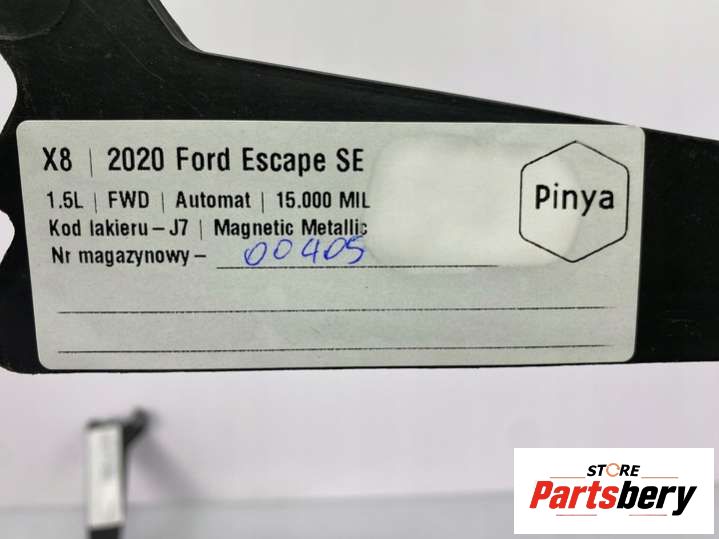 X8 | 2020 Ford Escape SE
1.5L | FWD | Automat | 15.000 MIL
Kod lakieru – J7 | Magnetic Metallic
Nr magazynowy – 00405
Pinya
STORE
Partsbery